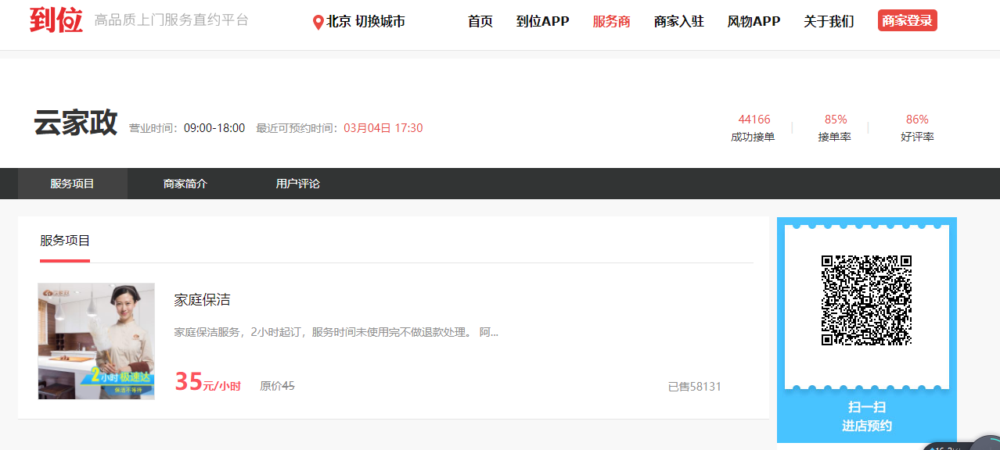 到位 高品质上门服务直约平台 北京 切换城市 首页 到位APP 服务商 商家入驻 风物APP 关于我们 商家登录
云家政 营业时间：09:00-18:00 最近可预约时间：03月04日 17:30
44166 85% 86%
成功接单 接单率 好评率
服务项目 商家简介 用户评论
服务项目
家庭保洁
家庭保洁服务，2小时起订，服务时间未使用完不做退款处理。 阿...
2小时极速达
保洁不等待
35元/小时 原价45 已售58131
扫一扫
进店预约